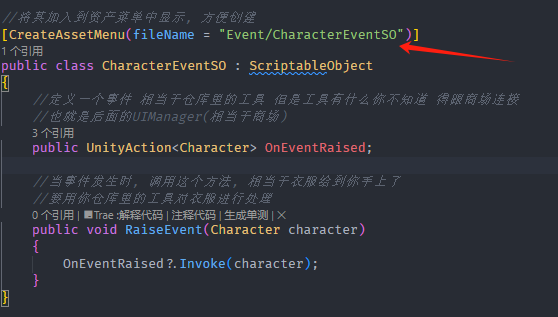 //将其加入到资产菜单中显示, 方便创建
[CreateAssetMenu(fileName = "Event/CharacterEventSO")]
1 个引用
public class CharacterEventSO : ScriptableObject
{
//定义一个事件 相当于仓库里的工具 但是工具有什么你不知道 得跟商场连接
//也就是后面的UIManager(相当于商场)
3 个引用
public UnityAction<Character> OnEventRaised;
//当事件发生时, 调用这个方法, 相当于衣服给到你手上了
//要用你仓库里的工具对衣服进行处理
0 个引用 | Trae :解释代码 | 注释代码 | 生成单测 | ×
public void RaiseEvent(Character character)
{
OnEventRaised?.Invoke(character);
}
}